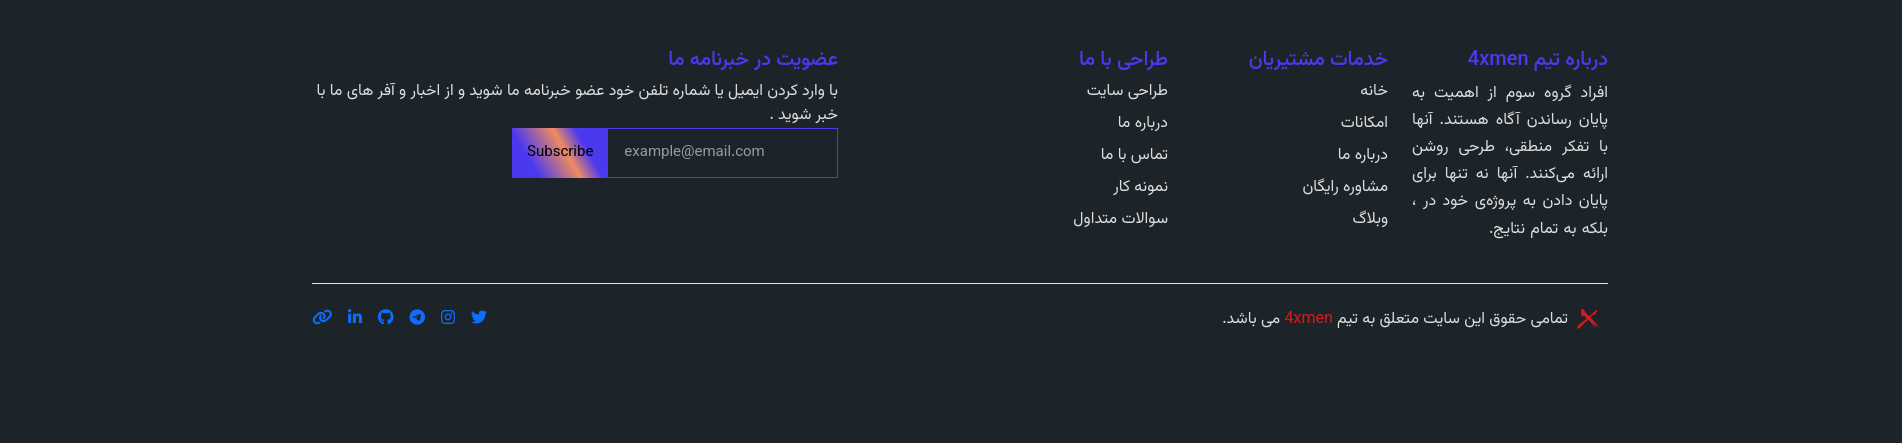 درباره تیم 4xmen
افراد گروه سوم از اهمیت به
پایان رساندن آگاه هستند. آنها
با تفکر منطقی، طرحی روشن
ارائه می‌کنند. آنها نه تنها برای
پایان دادن به پروژه‌ی خود در ،
بلکه به تمام نتایج.
خدمات مشتیریان
خانه
امکانات
درباره ما
مشاوره رایگان
وبلاگ
طراحی با ما
طراحی سایت
درباره ما
تماس با ما
نمونه کار
سوالات متداول
عضویت در خبرنامه ما
با وارد کردن ایمیل یا شماره تلفن خود عضو خبرنامه ما شوید و از اخبار و آفر های ما با
خبر شوید .
example@email.com
Subscribe
تمامی حقوق این سایت متعلق به تیم 4xmen می باشد.